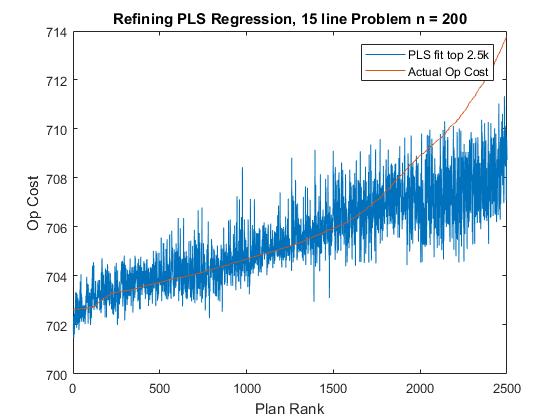 Refining PLS Regression, 15 line Problem n = 200
714
712
710
708
706
704
702
700
Op Cost
PLS fit top 2.5k
Actual Op Cost
0
500
1000
1500
2000
2500
Plan Rank